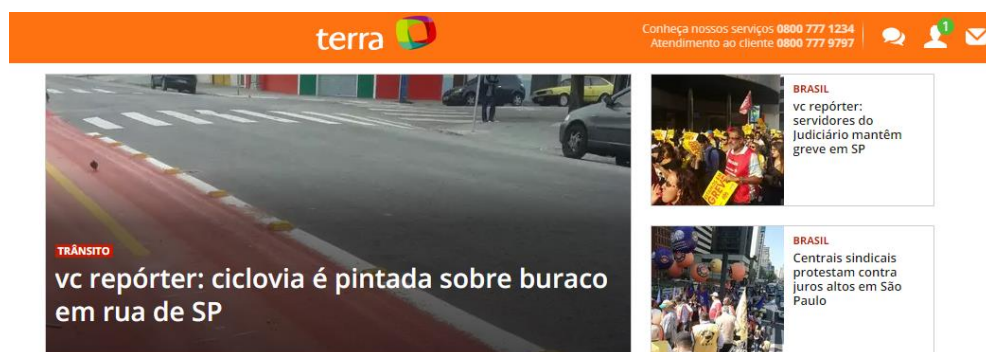 terra
Conheça nossos serviços 0800 777 1234
Atendimento ao cliente 0800 777 9797
1
TRÂNSITO
vc repórter: ciclovia é pintada sobre buraco
em rua de SP
BRASIL
vc repórter:
servidores do
Judiciário mantêm
greve em SP
GREVE
BRASIL
Centrais sindicais
protestam contra
juros altos em São
Paulo